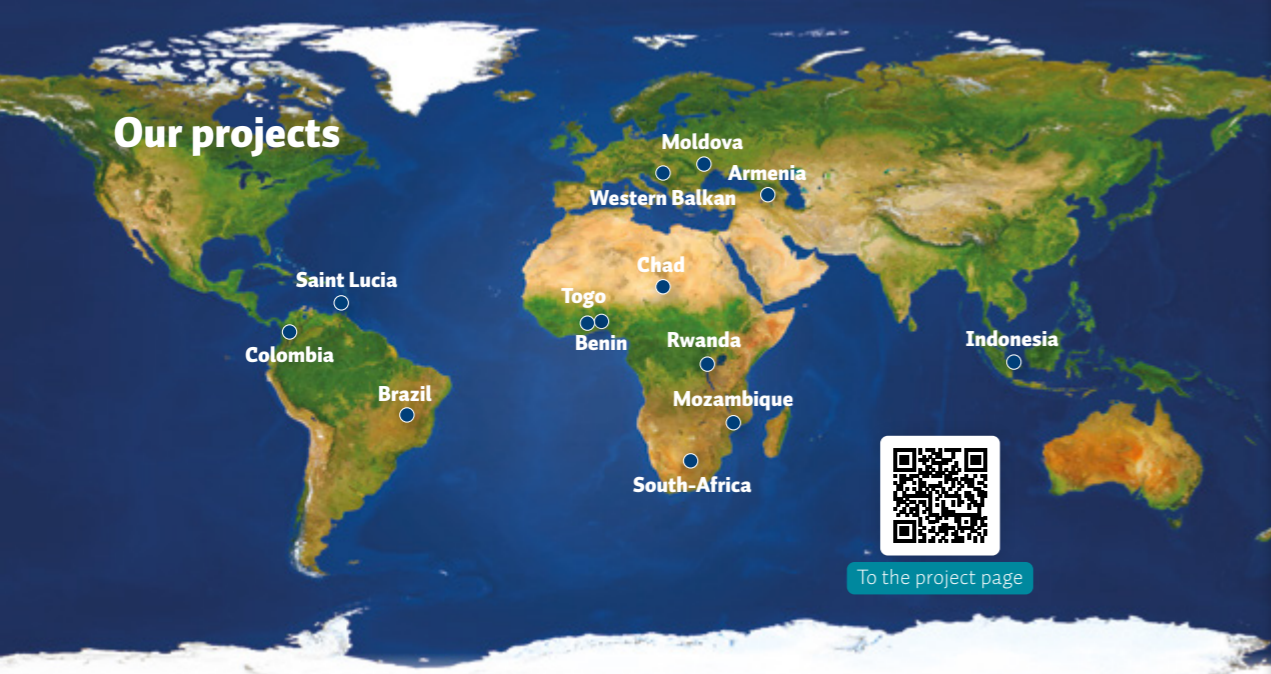 Our projects
Moldova
Armenia
Western Balkan
Chad
Saint Lucia
Togo
Benin
Rwanda
Indonesia
Colombia
Brazil
Mozambique
South-Africa
To the project page